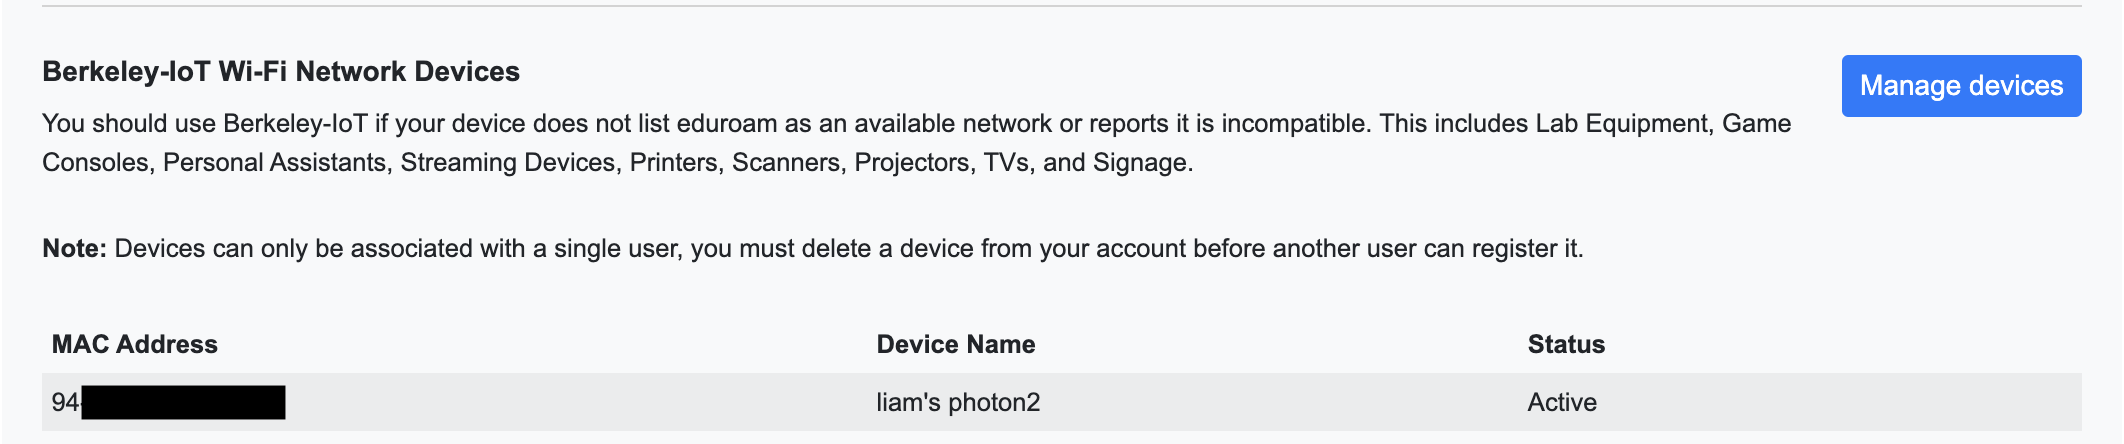 Berkeley-IoT Wi-Fi Network Devices
Manage devices
You should use Berkeley-IoT if your device does not list eduroam as an available network or reports it is incompatible. This includes Lab Equipment, Game
Consoles, Personal Assistants, Streaming Devices, Printers, Scanners, Projectors, TVs, and Signage.
Note: Devices can only be associated with a single user, you must delete a device from your account before another user can register it.
MAC Address Device Name Status
94 liam's photon2 Active